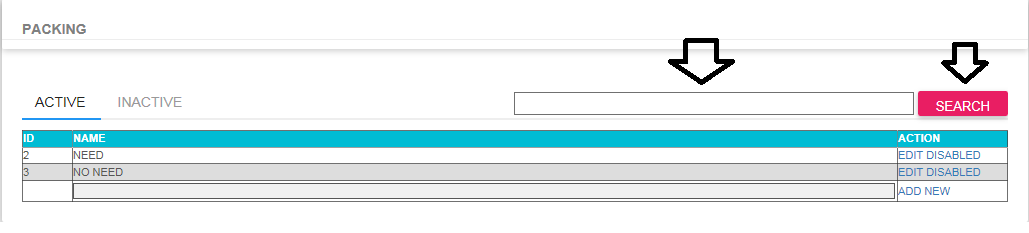 PACKING
ACTIVE INACTIVE SEARCH
ID NAME ACTION
2 NEED EDIT DISABLED
3 NO NEED EDIT DISABLED
ADD NEW